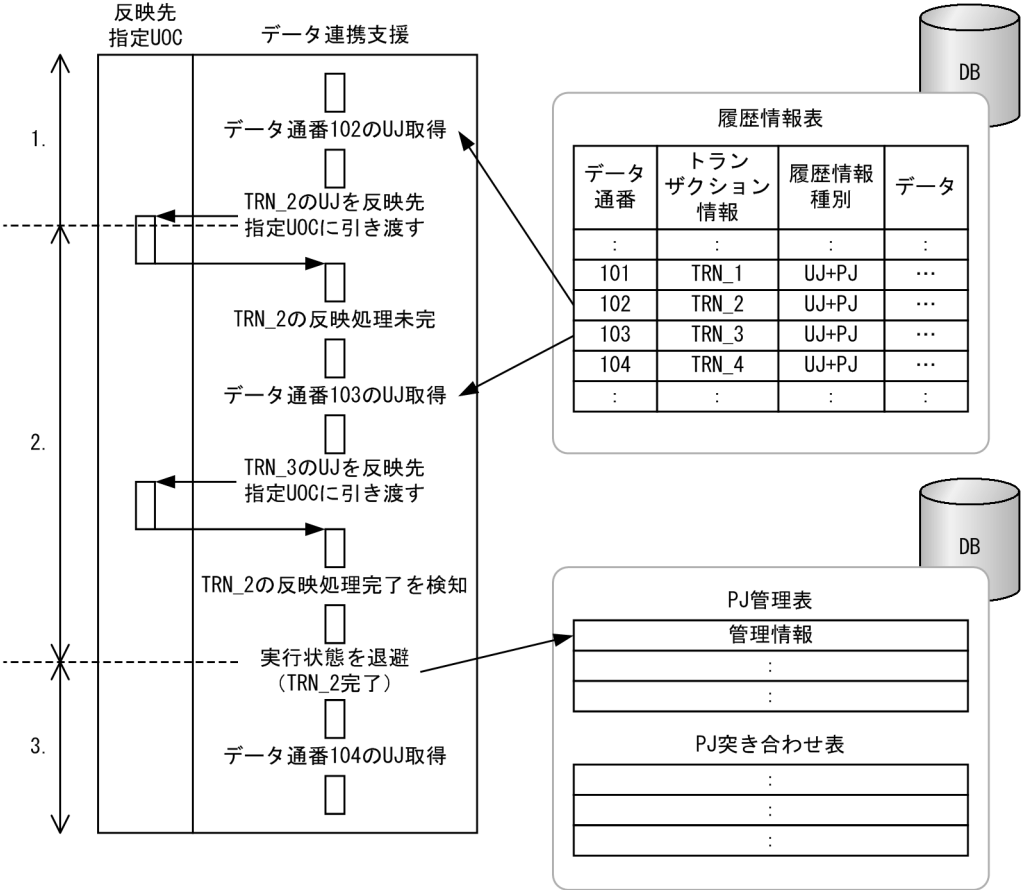 反映先
指定UOC
データ連携支援
1.
データ通番102のUJ取得
TRN_2のUJを反映先
指定UOCに引き渡す
2.
TRN_2の反映処理未完
データ通番103のUJ取得
TRN_3のUJを反映先
指定UOCに引き渡す
TRN_2の反映処理完了を検知
実行状態を退避
（TRN_2完了）
3.
データ通番104のUJ取得
DB
履歴情報表
データ
通番
トラン
ザクション
情報
履歴情報
種別
データ
: : : :
101 TRN_1 UJ+PJ …
102 TRN_2 UJ+PJ …
103 TRN_3 UJ+PJ …
104 TRN_4 UJ+PJ …
: : : :
DB
PJ管理表
管理情報
:
:
PJ突き合わせ表
:
:
: